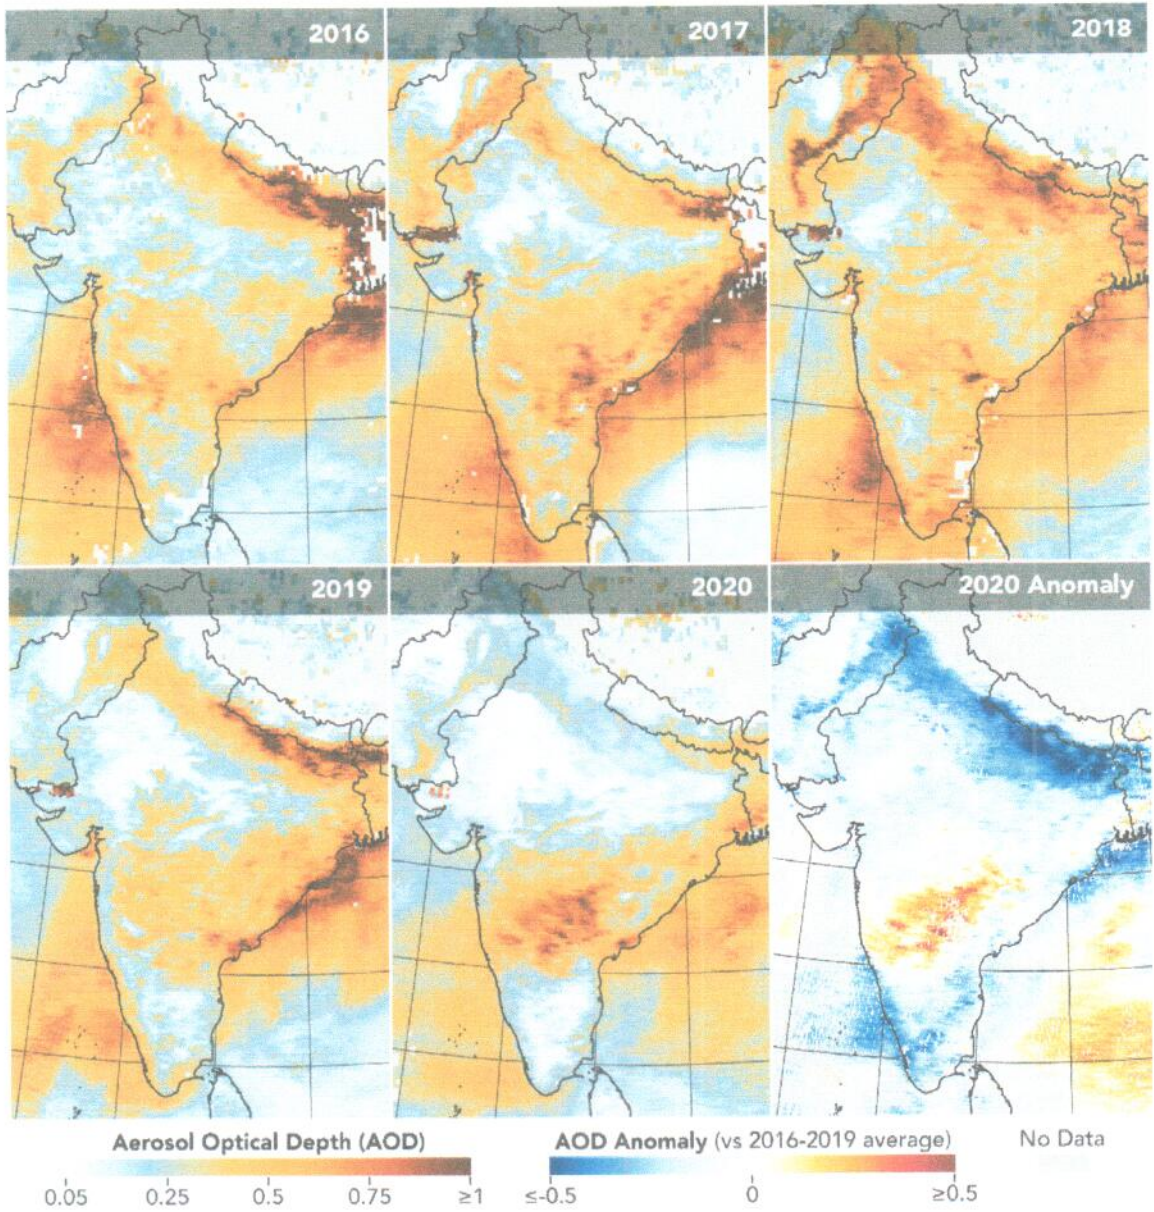 2016
2017
2018
2019
2020
2020 Anomaly
Aerosol Optical Depth (AOD)
0.05 0.25 0.5 0.75 ≥1
AOD Anomaly (vs 2016-2019 average)
≤-0.5 0 ≥0.5
No Data